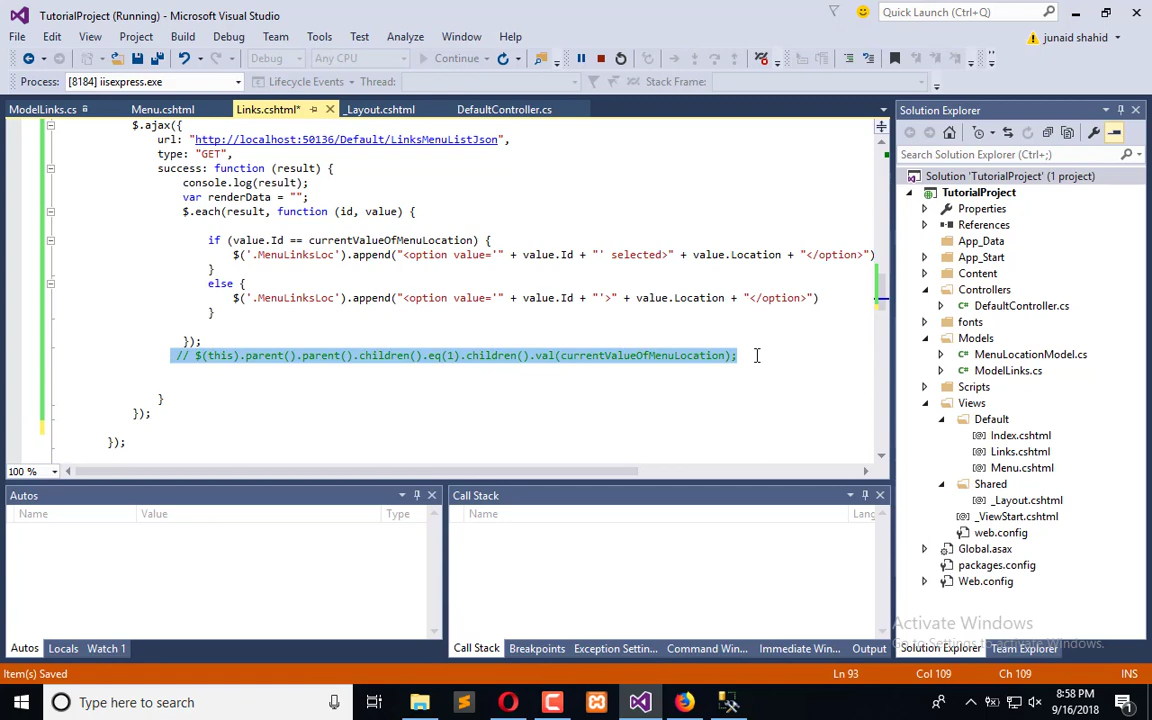 TutorialProject (Running) - Microsoft Visual Studio
Quick Launch (Ctrl+Q)
File Edit View Project Build Debug Team Tools Test Analyze Window Help
junaid shahid
Debug Any CPU Continue
Process: [8184] iisexpress.exe Lifecycle Events Thread: Stack Frame:
ModelLinks.cs Menu.cshtml Links.cshtml* _Layout.cshtml DefaultController.cs
$.ajax({
url: "http://localhost:50136/Default/LinksMenuListJson",
type: "GET",
success: function (result) {
console.log(result);
var renderData = "";
$.each(result, function (id, value) {
if (value.Id == currentValueOfMenuLocation) {
$('.MenuLinksLoc').append("<option value='" + value.Id + "' selected>" + value.Location + "</option>")
}
else {
$('.MenuLinksLoc').append("<option value='" + value.Id + "'>" + value.Location + "</option>")
}
});
// $(this).parent().parent().children().eq(1).children().val(currentValueOfMenuLocation);
}
});
});
100 %
Solution Explorer
Search Solution Explorer (Ctrl+;)
Solution 'TutorialProject' (1 project)
TutorialProject
Properties
References
App_Data
App_Start
Content
Controllers
DefaultController.cs
fonts
Models
MenuLocationModel.cs
ModelLinks.cs
Scripts
Views
Default
Index.cshtml
Links.cshtml
Menu.cshtml
Shared
_Layout.cshtml
_ViewStart.cshtml
web.config
Global.asax
packages.config
Web.config
Autos
Name Value Type
Call Stack
Name Lang
Activate Windows
Go to Settings to activate Windows.
Autos Locals Watch 1
Call Stack Breakpoints Exception Settin... Command Win... Immediate Win... Output
Solution Explorer Team Explorer
Item(s) Saved Ln 93 Col 109 Ch 109 INS
Type here to search
8:58 PM
9/16/2018
1